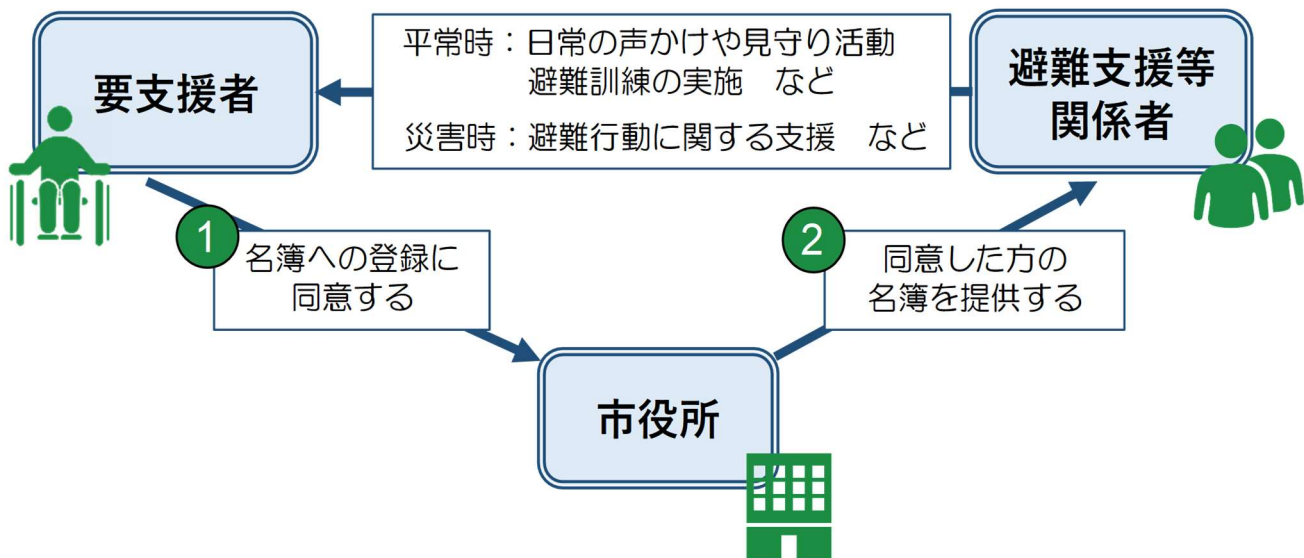 要支援者
平常時：日常の声かけや見守り活動
避難訓練の実施　など
災害時：避難行動に関する支援　など
避難支援等
関係者
1
名簿への登録に
同意する
2
同意した方の
名簿を提供する
市役所